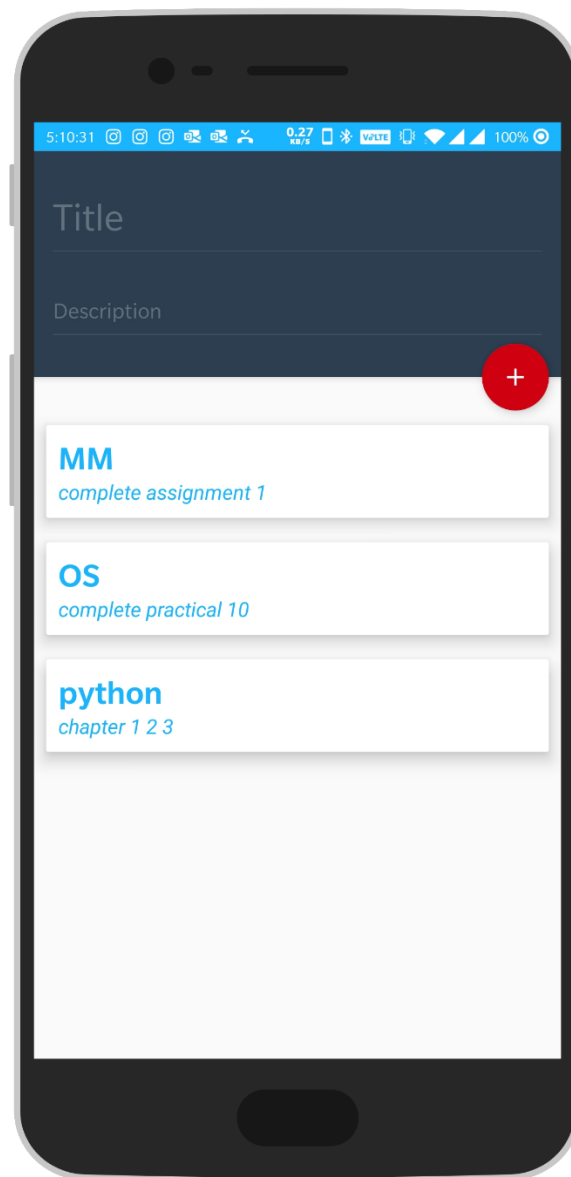 5:10:31 0.27 KB/S VoLTE 100%
Title
Description
+
MM
complete assignment 1
OS
complete practical 10
python
chapter 1 2 3